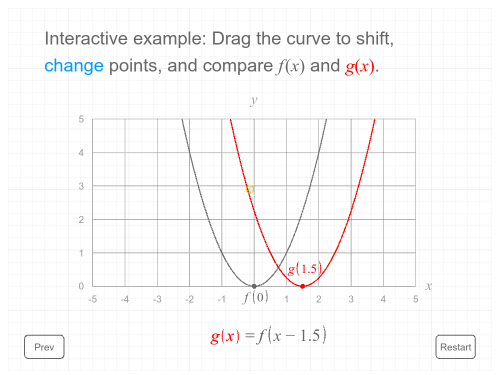 Interactive example: Drag the curve to shift,
change points, and compare f(x) and g(x).
y
5
4
3
2
1
0
g(1.5)
f(0)
x
-5 -4 -3 -2 -1 0 1 2 3 4 5
g(x) = f(x − 1.5)
Prev
Restart